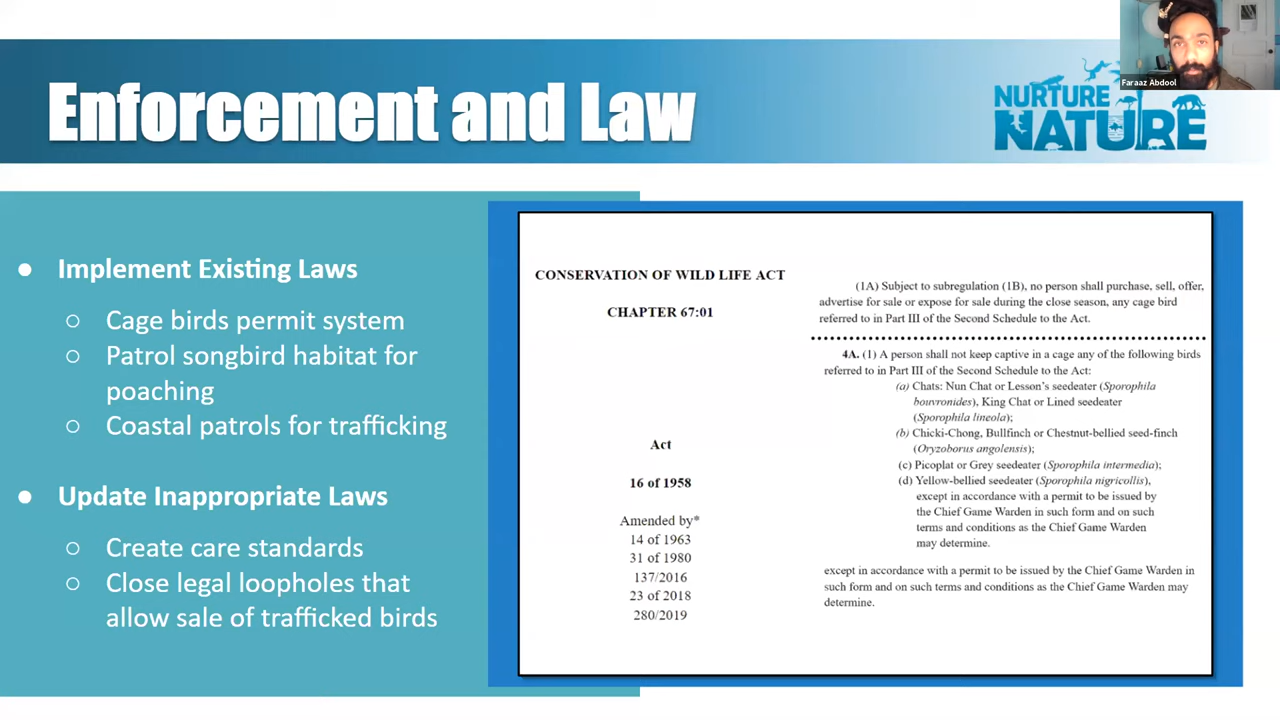 Faraaz Abdool
Enforcement and Law
NURTURE
NATURE
● Implement Existing Laws
○ Cage birds permit system
○ Patrol songbird habitat for
poaching
○ Coastal patrols for trafficking
● Update Inappropriate Laws
○ Create care standards
○ Close legal loopholes that
allow sale of trafficked birds
CONSERVATION OF WILD LIFE ACT
CHAPTER 67:01
Act
16 of 1958
Amended by*
14 of 1963
31 of 1980
137/2016
23 of 2018
280/2019
(1A) Subject to subregulation (1B), no person shall purchase, sell, offer,
advertise for sale or expose for sale during the close season, any cage bird
referred to in Part III of the Second Schedule to the Act.
4A. (1) A person shall not keep captive in a cage any of the following birds
referred to in Part III of the Second Schedule to the Act:
(a) Chats: Nun Chat or Lesson's seedeater (Sporophila
bouvronides), King Chat or Lined seedeater
(Sporophila lineola);
(b) Chicki-Chong, Bullfinch or Chestnut-bellied seed-finch
(Oryzoborus angolensis);
(c) Picoplat or Grey seedeater (Sporophila intermedia);
(d) Yellow-bellied seedeater (Sporophila nigricollis),
except in accordance with a permit to be issued by
the Chief Game Warden in such form and on such
terms and conditions as the Chief Game Warden
may determine.
except in accordance with a permit to be issued by the Chief Game Warden in
such form and on such terms and conditions as the Chief Game Warden may
determine.